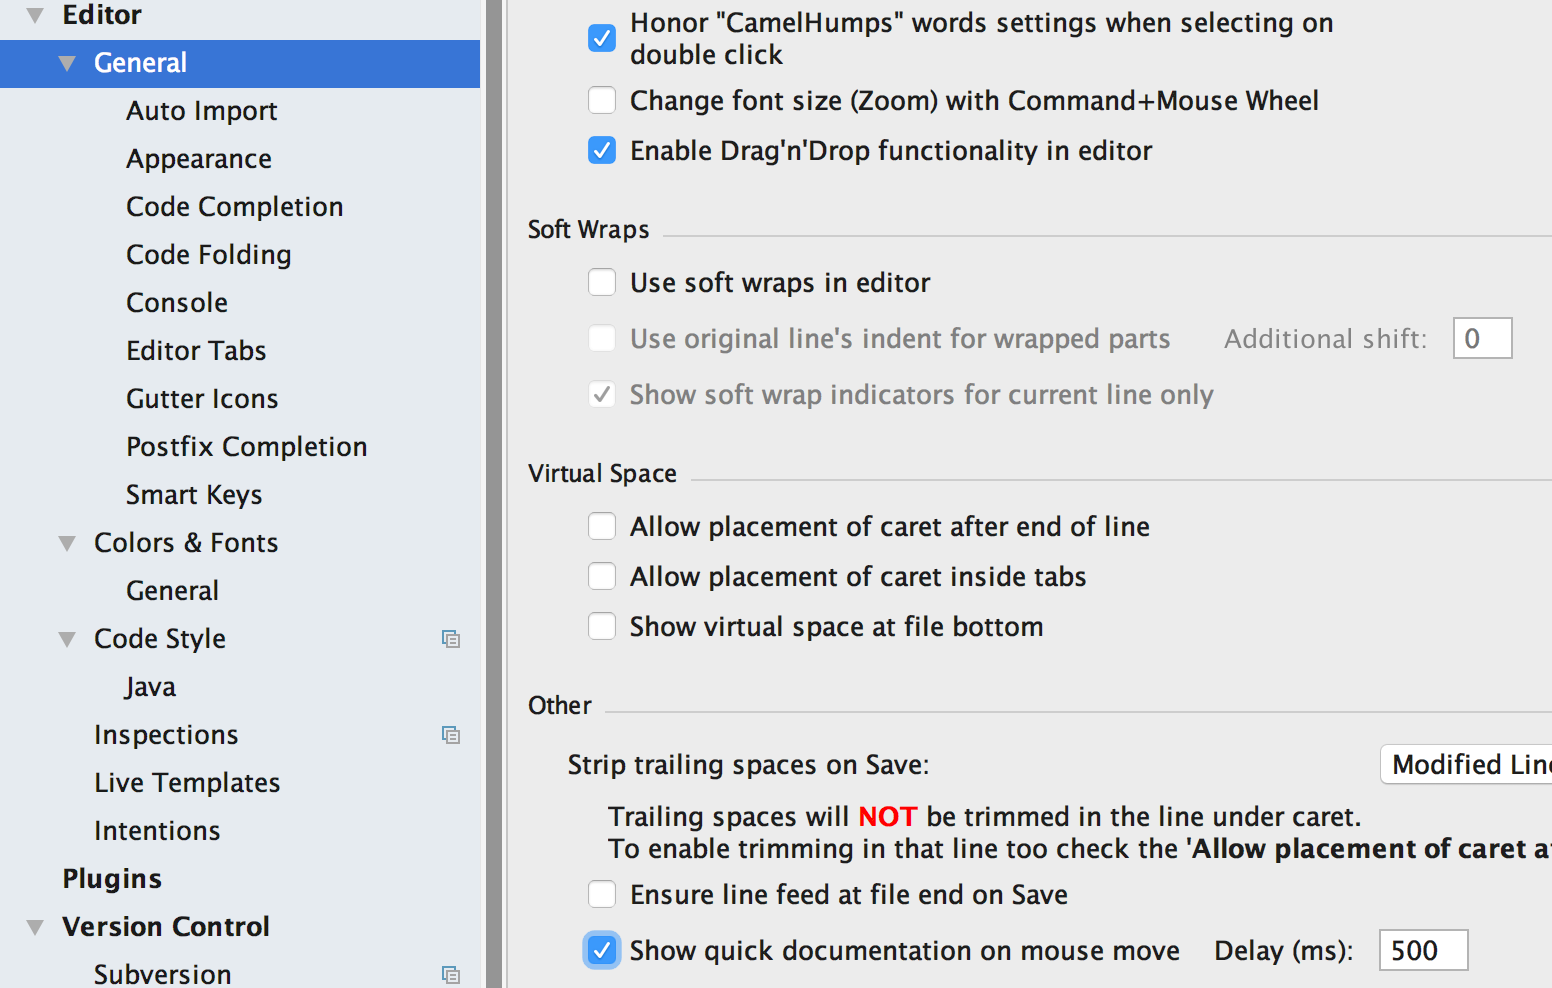 Editor
General
Auto Import
Appearance
Code Completion
Code Folding
Console
Editor Tabs
Gutter Icons
Postfix Completion
Smart Keys
Colors & Fonts
General
Code Style
Java
Inspections
Live Templates
Intentions
Plugins
Version Control
Subversion
Honor "CamelHumps" words settings when selecting on
double click
Change font size (Zoom) with Command+Mouse Wheel
Enable Drag'n'Drop functionality in editor
Soft Wraps
Use soft wraps in editor
Use original line's indent for wrapped parts Additional shift: 0
Show soft wrap indicators for current line only
Virtual Space
Allow placement of caret after end of line
Allow placement of caret inside tabs
Show virtual space at file bottom
Other
Strip trailing spaces on Save: Modified Line
Trailing spaces will NOT be trimmed in the line under caret.
To enable trimming in that line too check the 'Allow placement of caret a
Ensure line feed at file end on Save
Show quick documentation on mouse move Delay (ms): 500